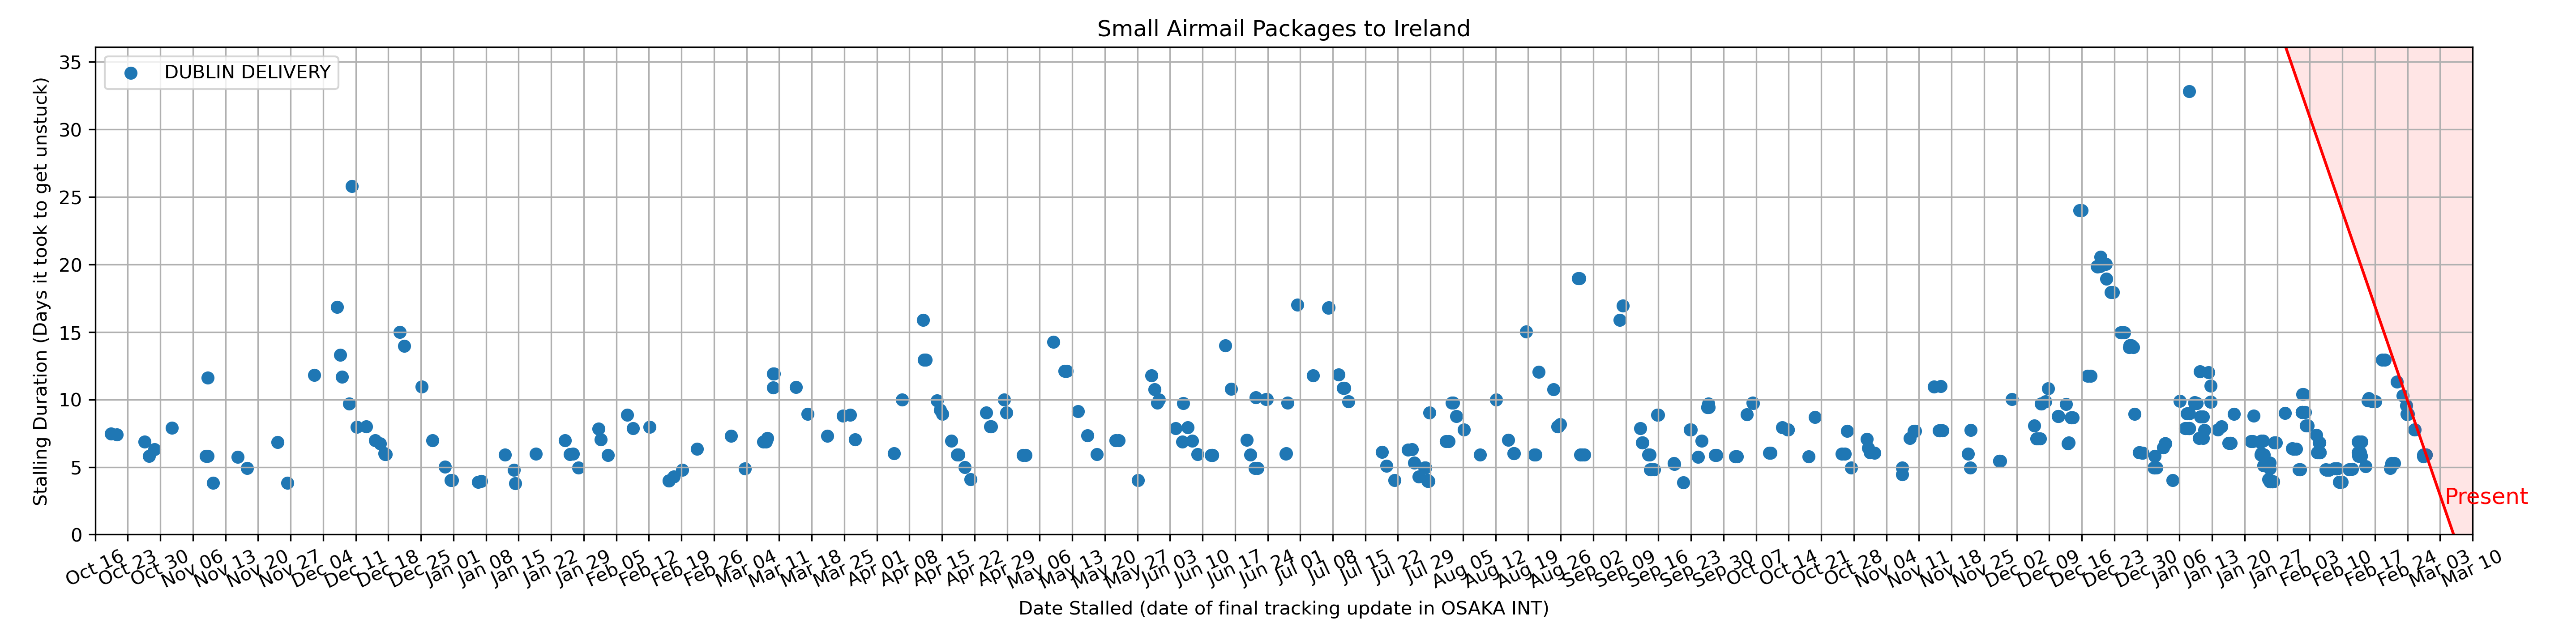 Small Airmail Packages to Ireland
DUBLIN DELIVERY
Stalling Duration (Days it took to get unstuck)
35
30
25
20
15
10
5
0
Present
Oct 16
Oct 23
Oct 30
Nov 06
Nov 13
Nov 20
Nov 27
Dec 04
Dec 11
Dec 18
Dec 25
Jan 01
Jan 08
Jan 15
Jan 22
Jan 29
Feb 05
Feb 12
Feb 19
Feb 26
Mar 04
Mar 11
Mar 18
Mar 25
Apr 01
Apr 08
Apr 15
Apr 22
Apr 29
May 06
May 13
May 20
May 27
Jun 03
Jun 10
Jun 17
Jun 24
Jul 01
Jul 08
Jul 15
Jul 22
Jul 29
Aug 05
Aug 12
Aug 19
Aug 26
Sep 02
Sep 09
Sep 16
Sep 23
Sep 30
Oct 07
Oct 14
Oct 21
Oct 28
Nov 04
Nov 11
Nov 18
Nov 25
Dec 02
Dec 09
Dec 16
Dec 23
Dec 30
Jan 06
Jan 13
Jan 20
Jan 27
Feb 03
Feb 10
Feb 17
Feb 24
Mar 03
Mar 10
Date Stalled (date of final tracking update in OSAKA INT)